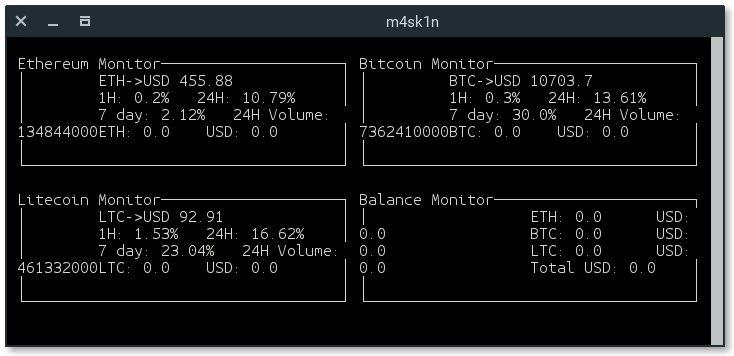 m4sk1n
Ethereum Monitor
ETH->USD 455.88
1H: 0.2% 24H: 10.79%
7 day: 2.12% 24H Volume:
134844000ETH: 0.0 USD: 0.0
Bitcoin Monitor
BTC->USD 10703.7
1H: 0.3% 24H: 13.61%
7 day: 30.0% 24H Volume:
7362410000BTC: 0.0 USD: 0.0
Litecoin Monitor
LTC->USD 92.91
1H: 1.53% 24H: 16.62%
7 day: 23.04% 24H Volume:
461332000LTC: 0.0 USD: 0.0
Balance Monitor
ETH: 0.0 USD:
0.0 BTC: 0.0 USD:
0.0 LTC: 0.0 USD:
0.0 Total USD: 0.0